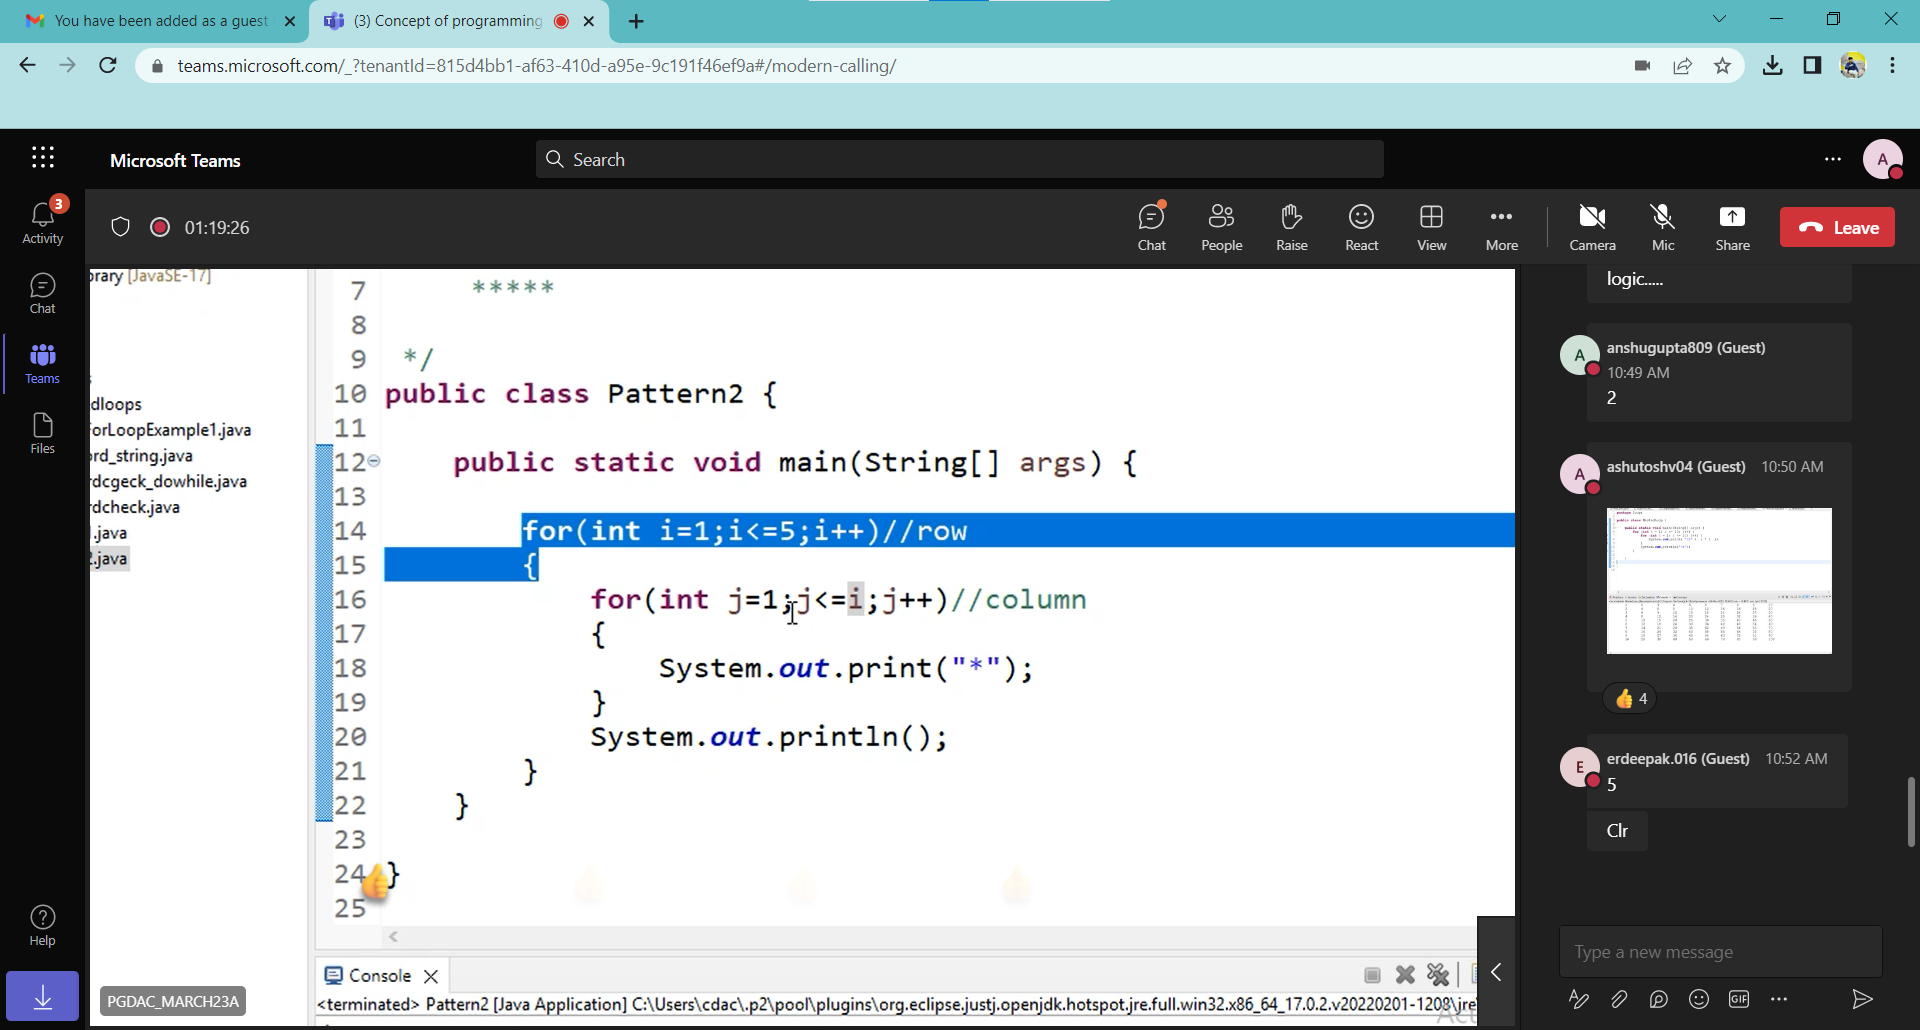 You have been added as a guest
(3) Concept of programming
teams.microsoft.com/_?tenantId=815d4bb1-af63-410d-a95e-9c191f46ef9a#/modern-calling/
Microsoft Teams
Search
A
3
Activity
Chat
Teams
Files
Help
01:19:26
Chat
People
Raise
React
View
More
Camera
Mic
Share
Leave
brary [JavaSE-17]
dloops
ForLoopExample1.java
ord_string.java
rdcgeck_dowhile.java
rdcheck.java
.java
.java
7 *****
8
9 */
10 public class Pattern2 {
11
12 public static void main(String[] args) {
13
14 for(int i=1;i<=5;i++)//row
15 {
16 for(int j=1;j<=i;j++)//column
17 {
18 System.out.print("*");
19 }
20 System.out.println();
21 }
22 }
23
24 }
25
Console
<terminated> Pattern2 [Java Application] C:\Users\cdac\.p2\pool\plugins\org.eclipse.justj.openjdk.hotspot.jre.full.win32.x86_64_17.0.2.v20220201-1208\jre
PGDAC_MARCH23A
logic.....
A
anshugupta809 (Guest)
10:49 AM
2
A
ashutoshv04 (Guest) 10:50 AM
4
E
erdeepak.016 (Guest) 10:52 AM
5
Clr
Type a new message
GIF